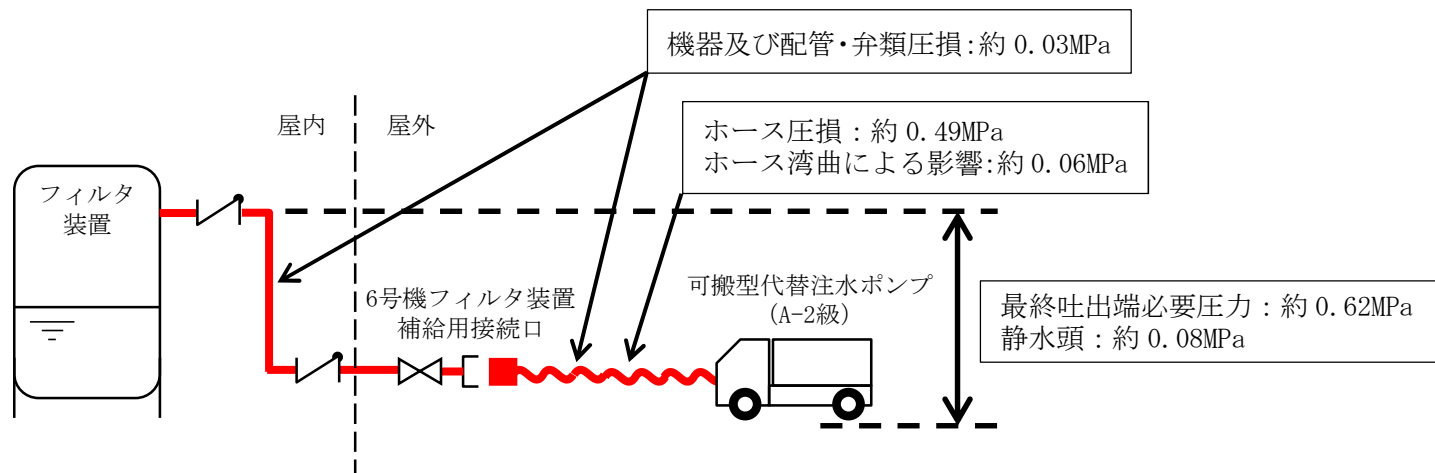 機器及び配管・弁類圧損:約 0.03MPa
屋内
屋外
ホース圧損：約 0.49MPa
ホース湾曲による影響:約 0.06MPa
フィルタ
装置
6号機フィルタ装置
補給用接続口
可搬型代替注水ポンプ
(A-2級)
最終吐出端必要圧力：約 0.62MPa
静水頭：約 0.08MPa